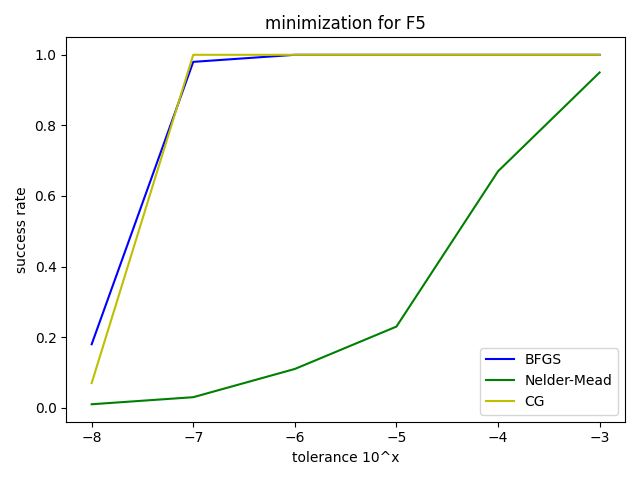 minimization for F5
success rate
1.0
0.8
0.6
0.4
0.2
0.0
−8 −7 −6 −5 −4 −3
tolerance 10^x
BFGS
Nelder-Mead
CG